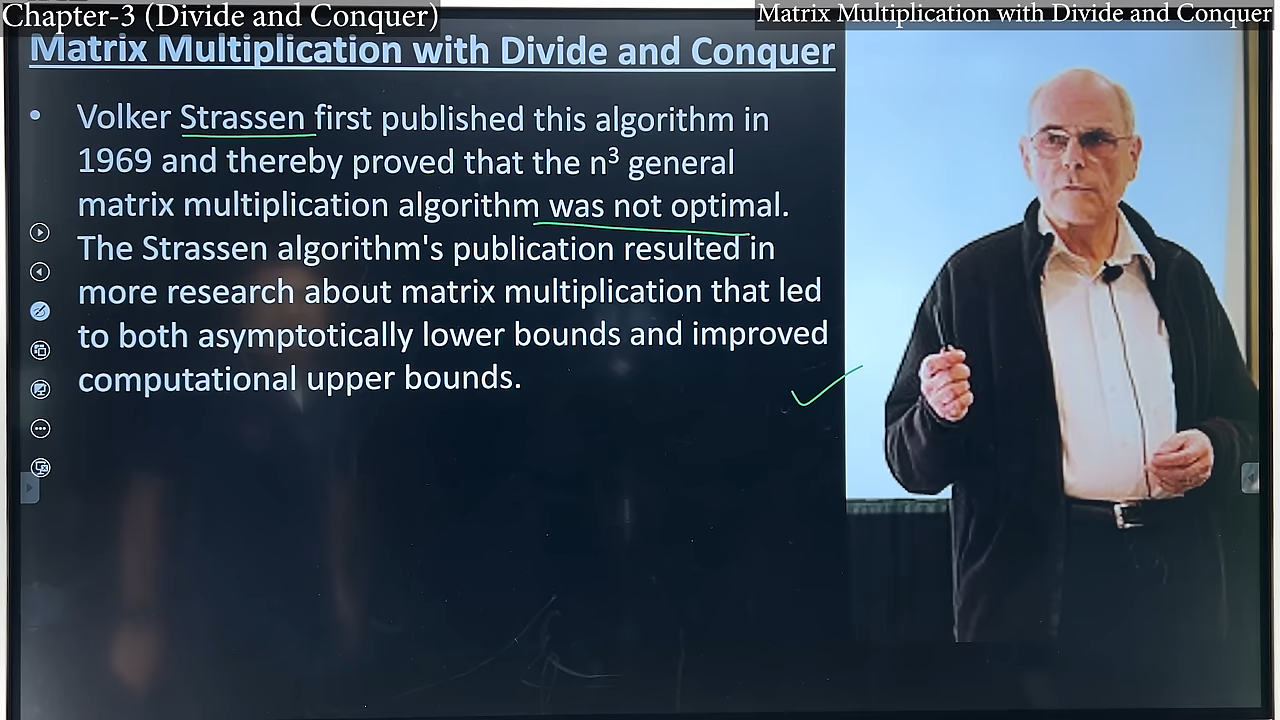 Chapter-3 (Divide and Conquer)
Matrix Multiplication with Divide and Conquer
Matrix Multiplication with Divide and Conquer
• Volker Strassen first published this algorithm in
1969 and thereby proved that the n³ general
matrix multiplication algorithm was not optimal.
The Strassen algorithm's publication resulted in
more research about matrix multiplication that led
to both asymptotically lower bounds and improved
computational upper bounds.